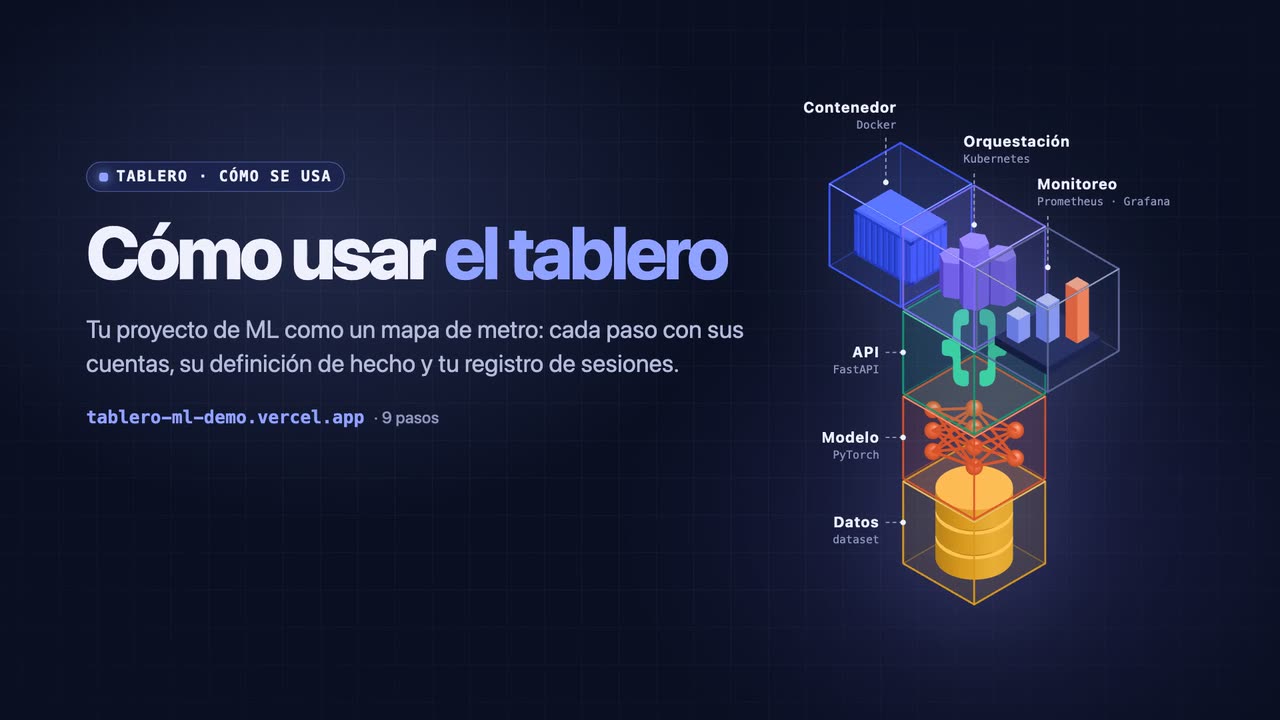 TABLERO · CÓMO SE USA
Cómo usar el tablero
Tu proyecto de ML como un mapa de metro: cada paso con sus
cuentas, su definición de hecho y tu registro de sesiones.
tablero-ml-demo.vercel.app · 9 pasos
Contenedor
Docker
Orquestación
Kubernetes
Monitoreo
Prometheus · Grafana
API
FastAPI
Modelo
PyTorch
Datos
dataset